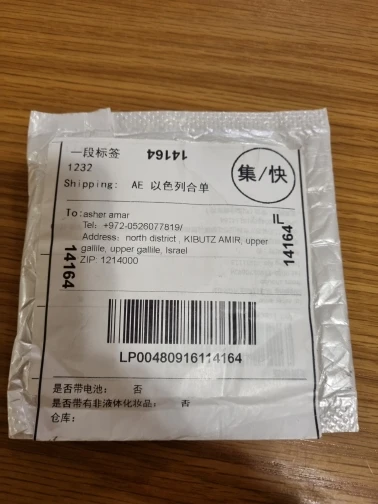 一段标签
14164
1232
集/快
Shipping: AE 以色列合单
To: asher amar
Tel: +972-0526077819/
Address: north district , KIBUTZ AMIR, upper
gallile, upper gallile, Israel
ZIP: 1214000
14164
IL
14164
LP00480916114164
是否带电池: 否
是否带有非液体化妆品: 否
仓库: